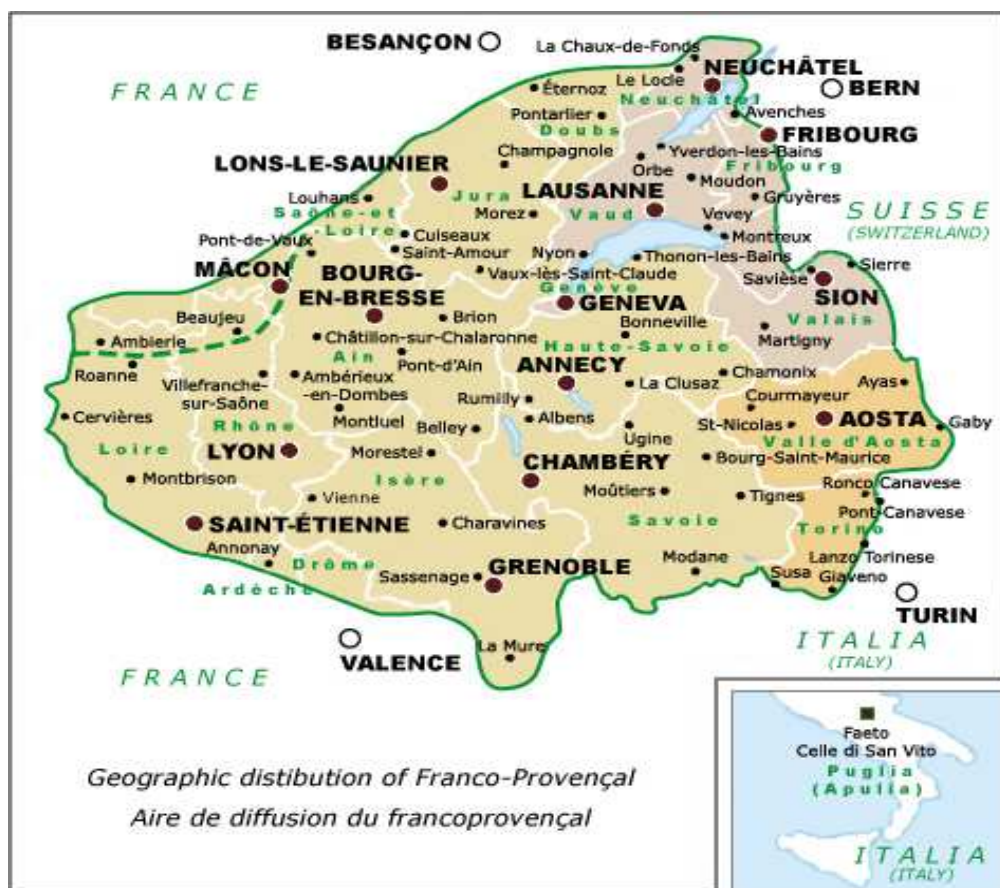 BESANÇON
La Chaux-de-Fonds
FRANCE
Le Locle
NEUCHÂTEL
Éternoz
Neuchâtel
BERN
Pontarlier
Avenches
Doubs
FRIBOURG
Champagnole
Yverdon-les-Bains
LONS-LE-SAUNIER
Orbe
Fribourg
Moudon
Louhans
Jura
LAUSANNE
Gruyères
Saône-et
-Loire
Morez
Vaud
Vevey
SUISSE
(SWITZERLAND)
Pont-de-Vaux
Cuiseaux
Montreux
Saint-Amour
Nyon
Thonon-les-Bains
MÂCON
BOURG-
EN-BRESSE
Vaux-lès-Saint-Claude
Savièse
Sierre
Genève
GENEVA
SION
Beaujeu
Brion
Bonneville
Valais
Ambierle
Châtillon-sur-Chalaronne
Haute-Savoie
Martigny
Ain
Pont-d'Ain
ANNECY
Roanne
Villefranche-
sur-Saône
Ambérieux
-en-Dombes
La Clusaz
Chamonix
Ayas
Rumilly
Courmayeur
Cervières
Montluel
Albens
AOSTA
Rhône
Belley
Ugine
St-Nicolas
Gaby
Loire
LYON
Morestel
Valle d'Aosta
CHAMBÉRY
Bourg-Saint-Maurice
Montbrison
Isère
Moûtiers
Ronco Canavese
Vienne
Tignes
Pont-Canavese
SAINT-ÉTIENNE
Charavines
Savoie
Torino
Annonay
Drôme
Modane
Lanzo Torinese
Ardèche
Sassenage
GRENOBLE
Susa
Giaveno
TURIN
VALENCE
La Mure
ITALIA
(ITALY)
FRANCE
Geographic distibution of Franco-Provençal
Aire de diffusion du francoprovençal
Faeto
Celle di San Vito
Puglia
(Apulia)
ITALIA
(ITALY)